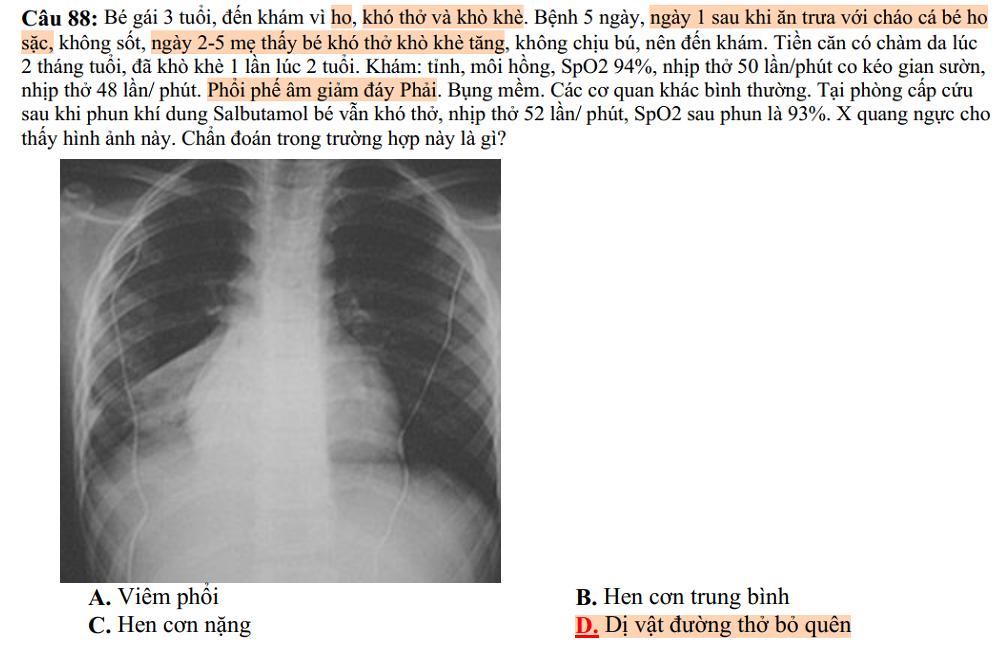 Câu 88: Bé gái 3 tuổi, đến khám vì ho, khó thở và khò khè. Bệnh 5 ngày, ngày 1 sau khi ăn trưa với cháo cá bé ho
sặc, không sốt, ngày 2-5 mẹ thấy bé khó thở khò khè tăng, không chịu bú, nên đến khám. Tiền căn có chàm da lúc
2 tháng tuổi, đã khò khè 1 lần lúc 2 tuổi. Khám: tỉnh, môi hồng, SpO2 94%, nhịp thở 50 lần/phút co kéo gian sườn,
nhịp thở 48 lần/ phút. Phổi phế âm giảm đáy Phải. Bụng mềm. Các cơ quan khác bình thường. Tại phòng cấp cứu
sau khi phun khí dung Salbutamol bé vẫn khó thở, nhịp thở 52 lần/ phút, SpO2 sau phun là 93%. X quang ngực cho
thấy hình ảnh này. Chẩn đoán trong trường hợp này là gì?
A. Viêm phổi
B. Hen cơn trung bình
C. Hen cơn nặng
D. Dị vật đường thở bỏ quên